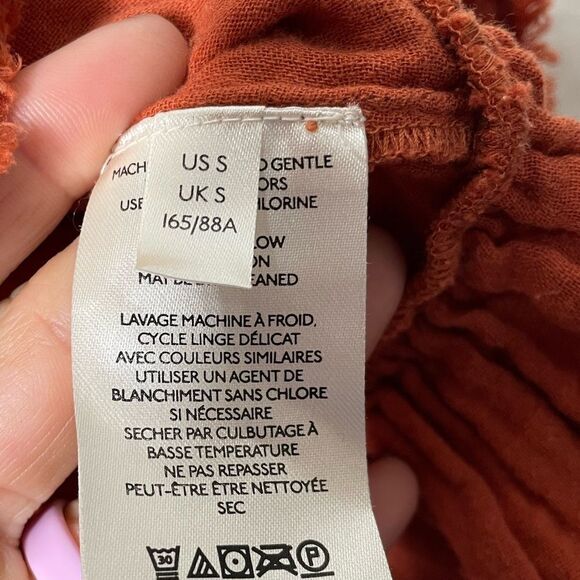 US S
UK S
165/88A
MACH
GENTLE
ORS
USE
HLORINE
LOW
ON
EANED
LAVAGE MACHINE À FROID,
CYCLE LINGE DÉLICAT
AVEC COULEURS SIMILAIRES
UTILISER UN AGENT DE
BLANCHIMENT SANS CHLORE
SI NÉCESSAIRE
SECHER PAR CULBUTAGE À
BASSE TEMPERATURE
NE PAS REPASSER
PEUT-ÊTRE ÊTRE NETTOYÉE
SEC
30
P